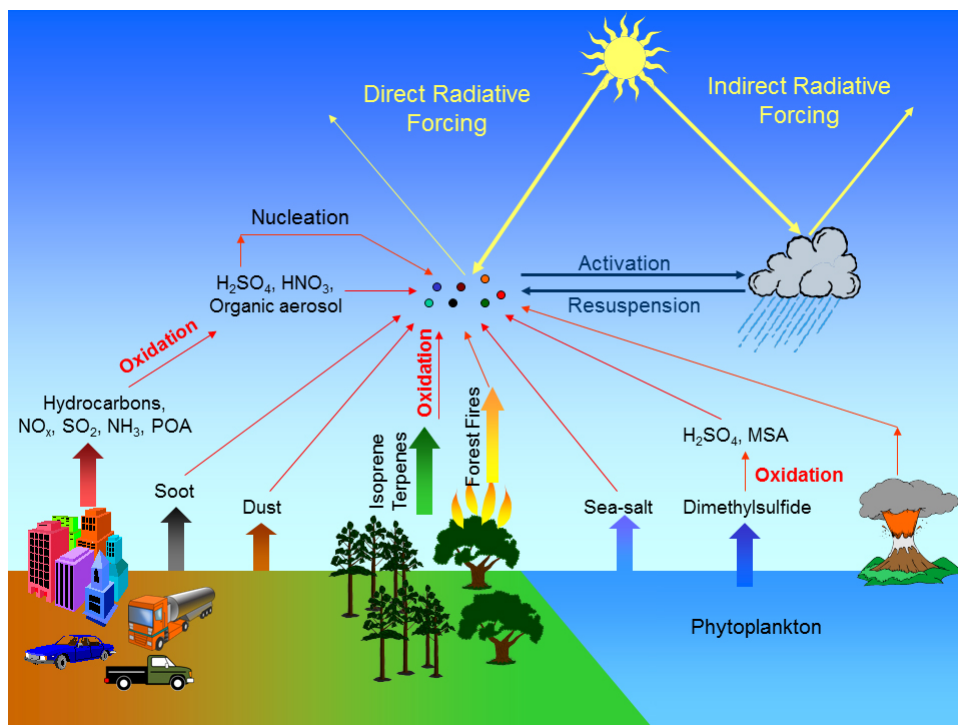 Direct Radiative
Forcing
Indirect Radiative
Forcing
Nucleation
H₂SO₄, HNO₃,
Organic aerosol
Activation
Resuspension
Oxidation
Oxidation
Hydrocarbons,
NOₓ, SO₂, NH₃, POA
Isoprene
Terpenes
Forest Fires
H₂SO₄, MSA
Oxidation
Soot
Dust
Sea-salt
Dimethylsulfide
Phytoplankton